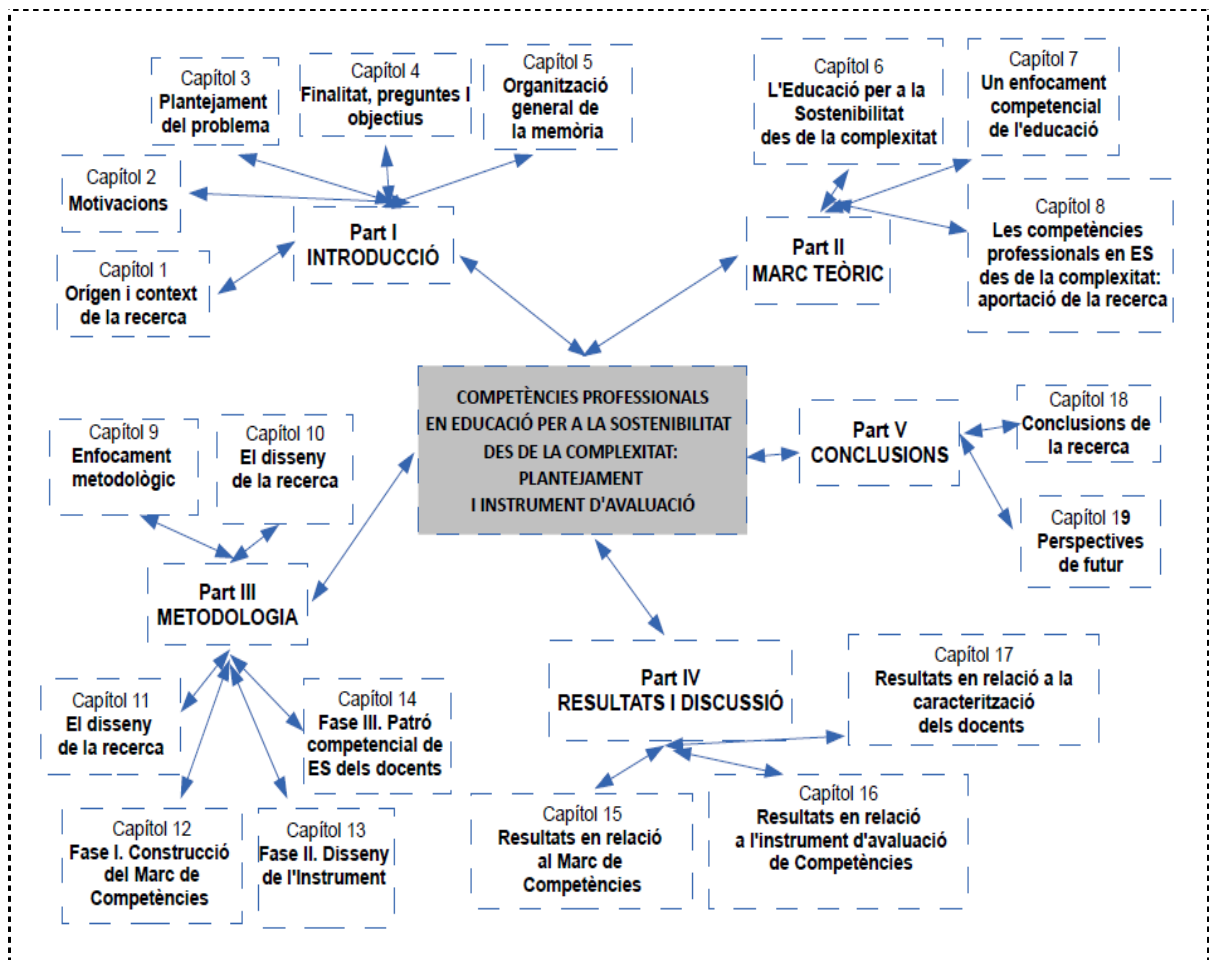 Capítol 3
Plantejament
del problema
Capítol 4
Finalitat, preguntes I
objectius
Capítol 5
Organització
general de
la memòria
Capítol 2
Motivacions
Capítol 1
Orígen i context
de la recerca
Part I
INTRODUCCIÓ
Capítol 6
L'Educació per a la
Sostenibilitat
des de la complexitat
Capítol 7
Un enfocament
competencial
de l'educació
Capítol 8
Les competències
professionals en ES
des de la complexitat:
aportació de la recerca
Part II
MARC TEÒRIC
COMPETÈNCIES PROFESSIONALS
EN EDUCACIÓ PER A LA SOSTENIBILITAT
DES DE LA COMPLEXITAT:
PLANTEJAMENT
I INSTRUMENT D'AVALUACIÓ
Capítol 9
Enfocament
metodològic
Capítol 10
El disseny
de la recerca
Part III
METODOLOGIA
Capítol 11
El disseny
de la recerca
Capítol 14
Fase III. Patró
competencial de
ES dels docents
Capítol 12
Fase I. Construcció
del Marc de
Competències
Capítol 13
Fase II. Disseny
de l'Instrument
Part V
CONCLUSIONS
Capítol 18
Conclusions de
la recerca
Capítol 19
Perspectives
de futur
Part IV
RESULTATS I DISCUSSIÓ
Capítol 17
Resultats en relació a la
caracterització
dels docents
Capítol 15
Resultats en relació
al Marc de
Competències
Capítol 16
Resultats en relació
a l'instrument d'avaluació
de Competències